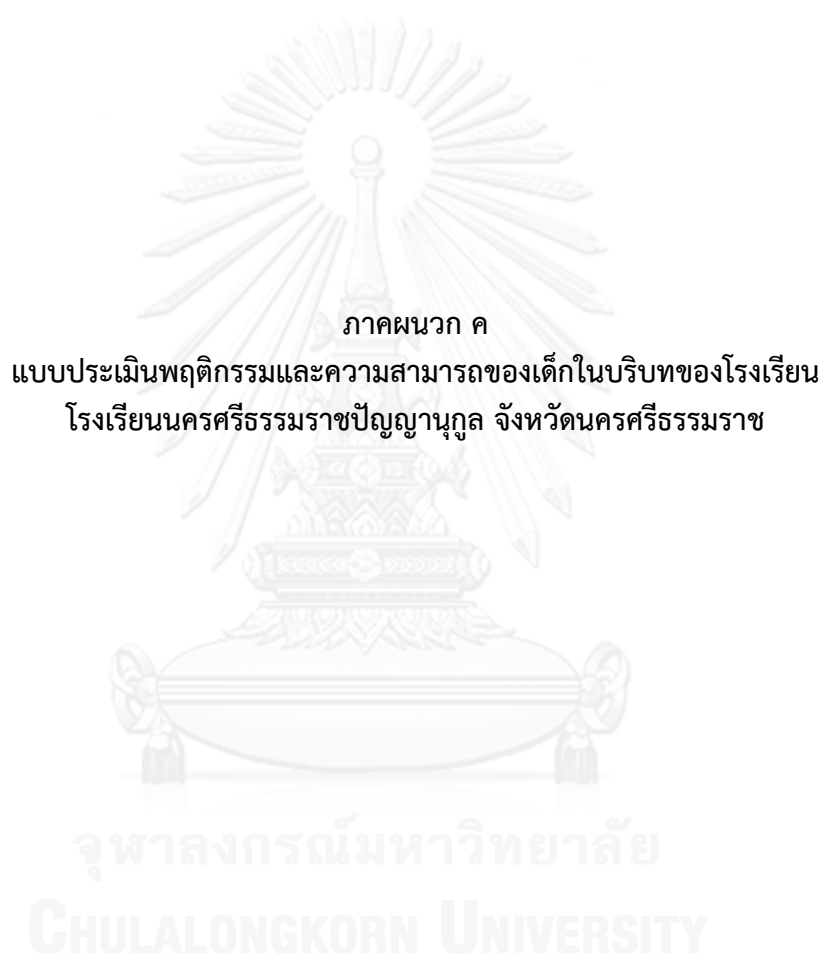 ภาคผนวก ค
แบบประเมินพฤติกรรมและความสามารถของเด็กในบริบทของโรงเรียน
โรงเรียนนครศรีธรรมราชปัญญานุกูล จังหวัดนครศรีธรรมราช
จุฬาลงกรณ์มหาวิทยาลัย
CHULALONGKORN UNIVERSITY